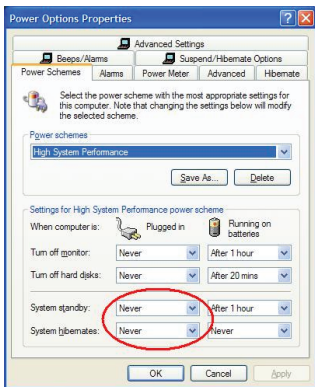 Power Options Properties
Advanced Settings
Beeps/Alarms Suspend/Hibernate Options
Power Schemes Alarms Power Meter Advanced Hibernate
Select the power scheme with the most appropriate settings for
this computer. Note that changing the settings below will modify
the selected scheme.
Power schemes
High System Performance
Save As... Delete
Settings for High System Performance power scheme
When computer is: Plugged in Running on
batteries
Turn off monitor: Never After 1 hour
Turn off hard disks: Never After 20 mins
System standby: Never After 1 hour
System hibernates: Never Never
OK Cancel Apply